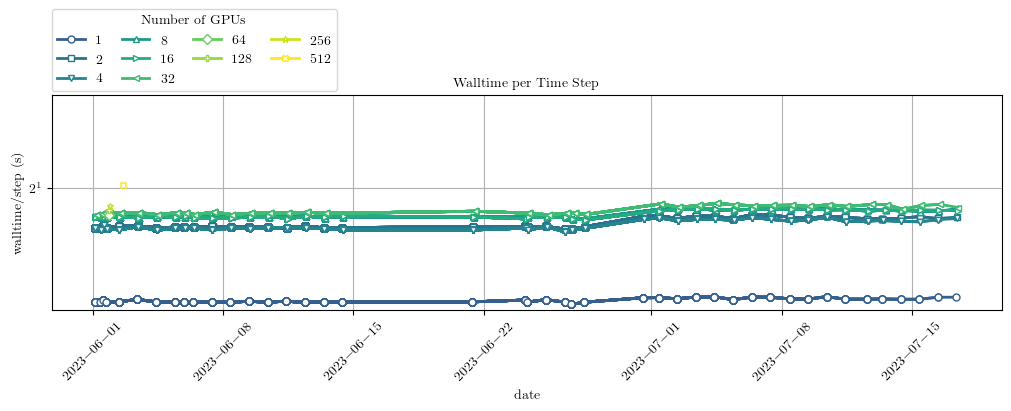 Number of GPUs
1 8 64 256
2 16 128 512
4 32
Walltime per Time Step
walltime/step (s)
2^1
2023−06−01 2023−06−08 2023−06−15 2023−06−22 2023−07−01 2023−07−08 2023−07−15
date